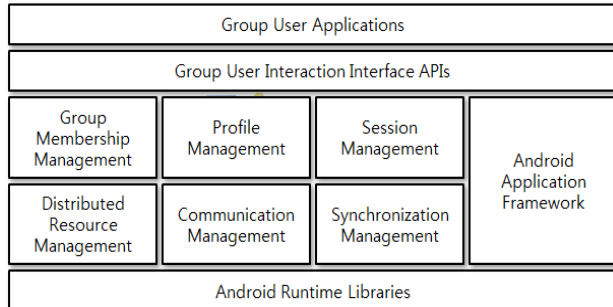 Group User Applications
Group User Interaction Interface APIs
Group
Membership
Management
Profile
Management
Session
Management
Android
Application
Framework
Distributed
Resource
Management
Communication
Management
Synchronization
Management
Android Runtime Libraries